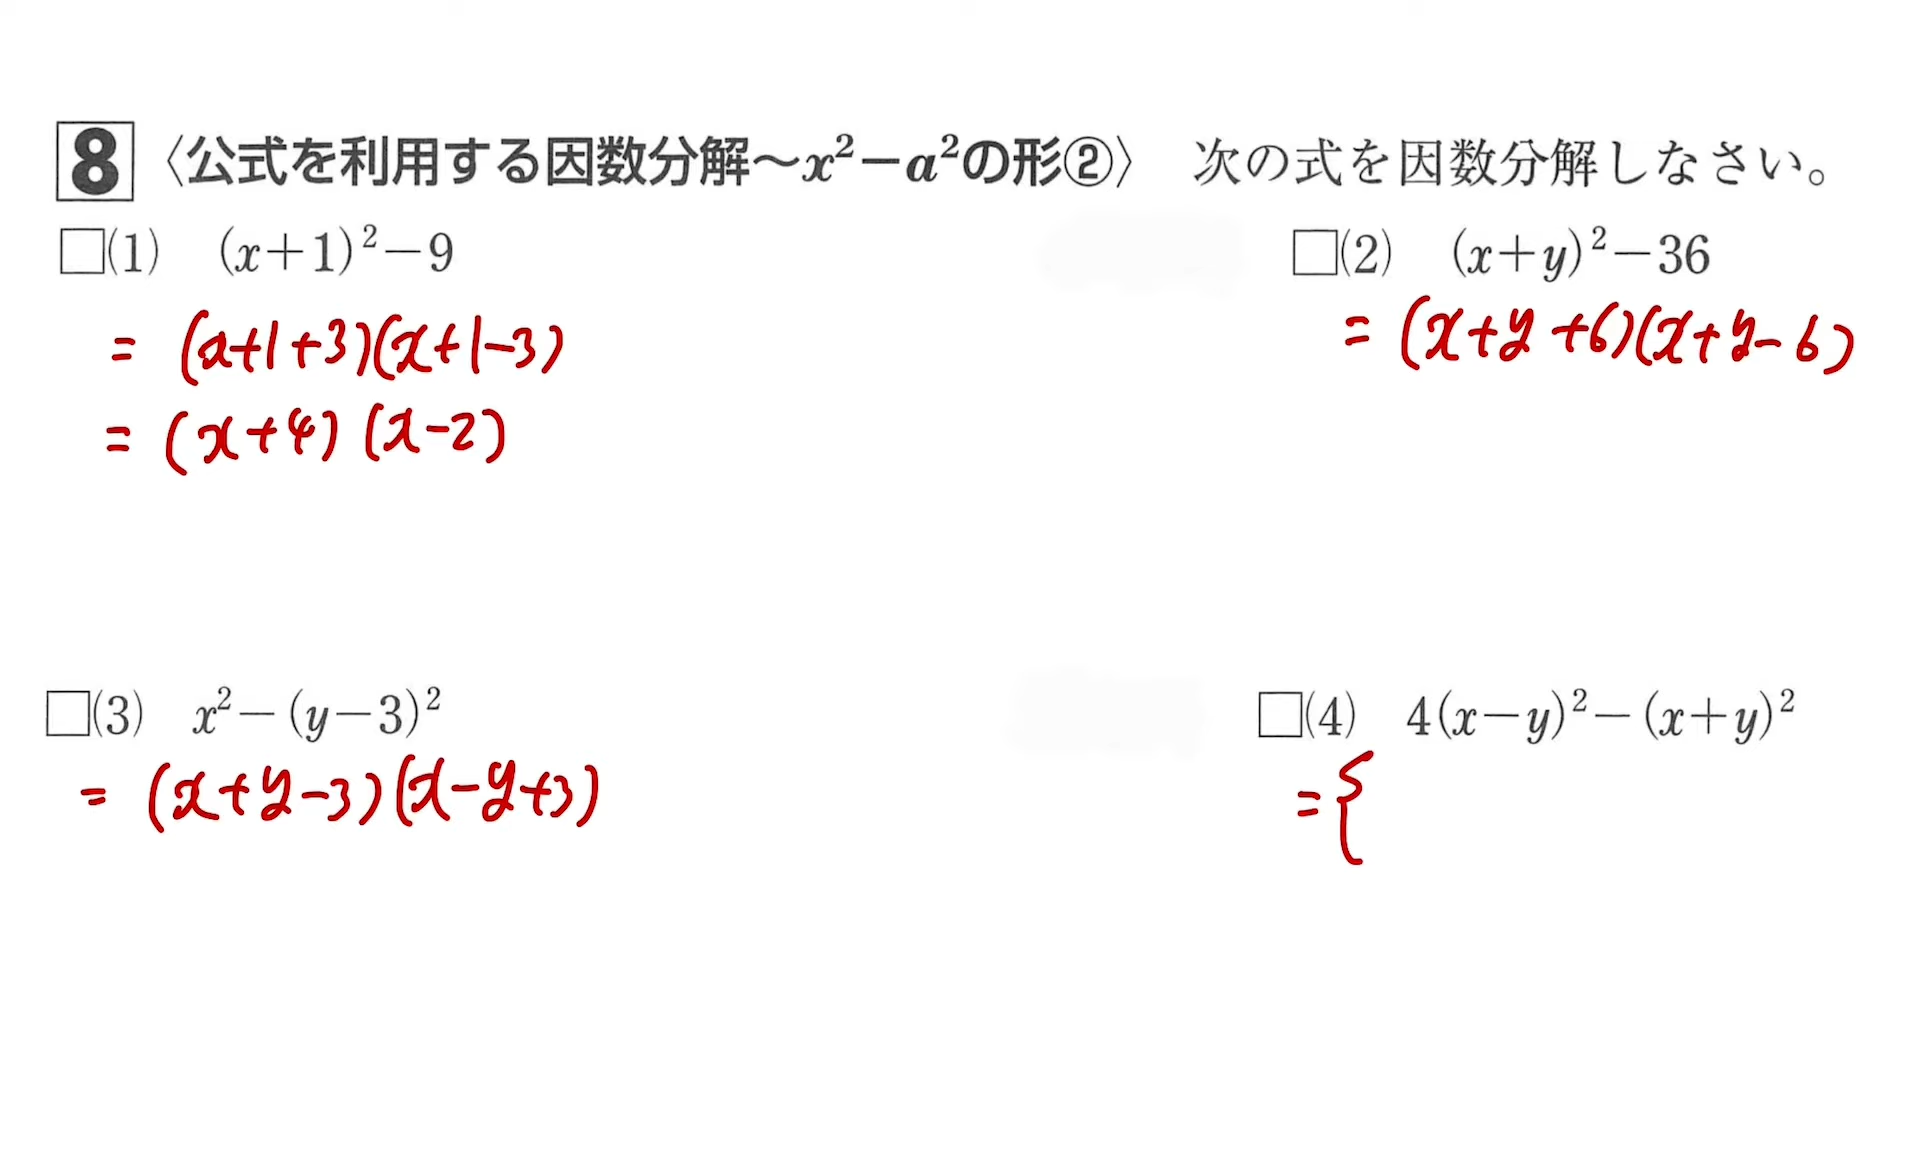 8 〈公式を利用する因数分解～x²－a²の形②〉 次の式を因数分解しなさい。
□(1) (x+1)²－9
= (x+1+3)(x+1-3)
= (x+4)(x-2)
□(2) (x+y)²－36
= (x+y+6)(x+y-6)
□(3) x²－(y－3)²
= (x+y-3)(x-y+3)
□(4) 4(x－y)²－(x+y)²
= {